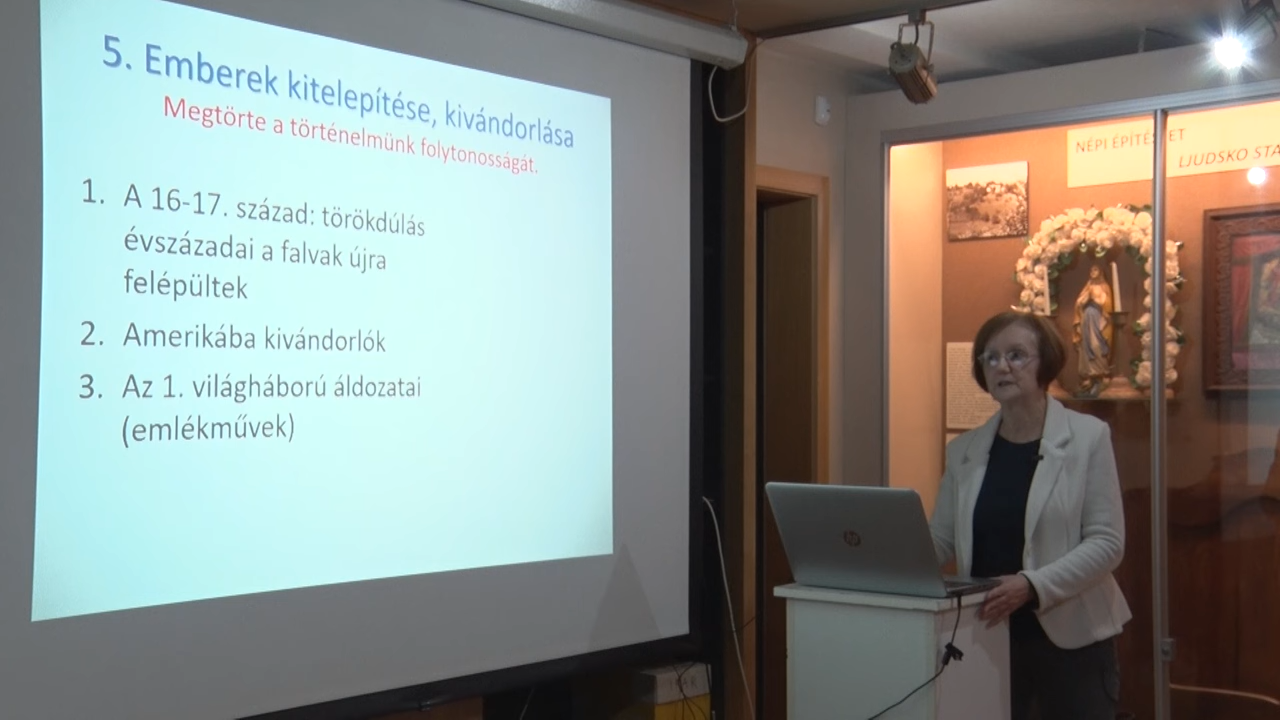 5. Emberek kitelepítése, kivándorlása
Megtörte a történelmünk folytonosságát.
1. A 16-17. század: törökdúlás
évszázadai a falvak újra
felépültek
2. Amerikába kivándorlók
3. Az 1. világháború áldozatai
(emlékművek)
NÉPI ÉPÍTÉSZET
LJUDSKO STA
hp